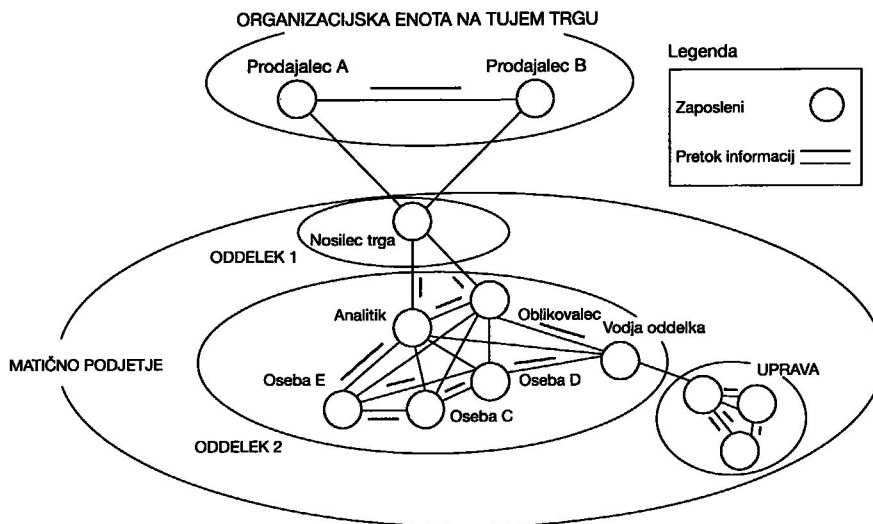 ORGANIZACIJSKA ENOTA NA TUJEM TRGU
Prodajalec A
Prodajalec B
Legenda
Zaposleni
Pretok informacij
Nosilec trga
ODDELEK 1
Analitik
Oblikovalec
Vodja oddelka
MATIČNO PODJETJE
Oseba E
Oseba D
UPRAVA
Oseba C
ODDELEK 2